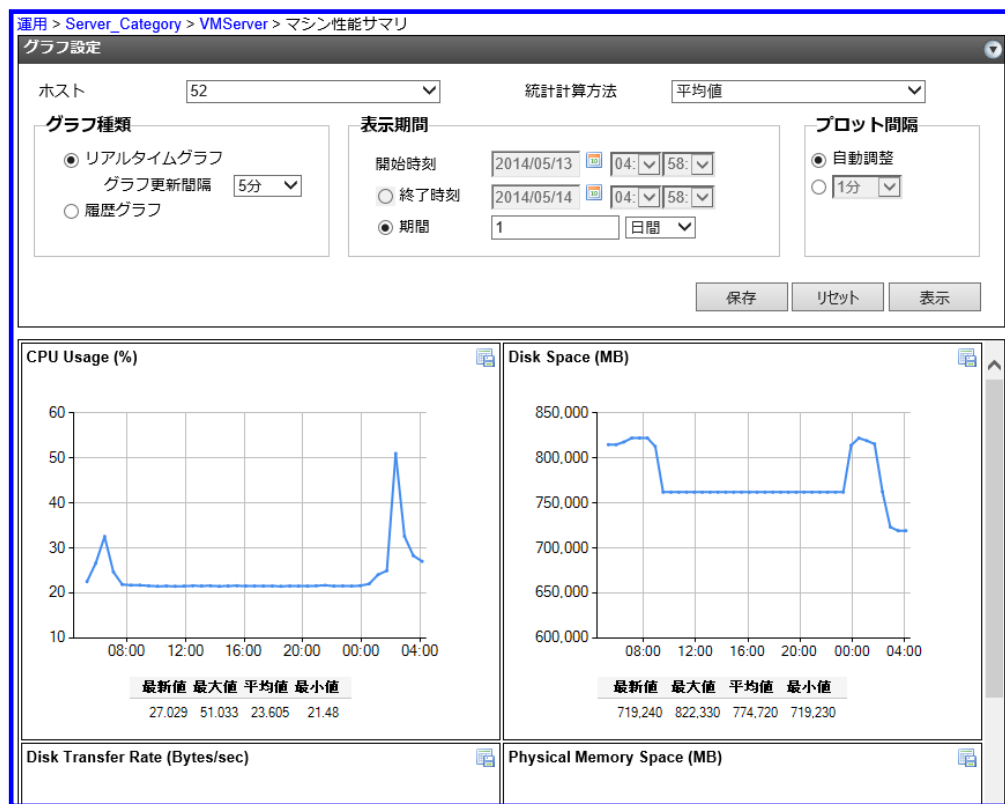 運用 > Server_Category > VMServer > マシン性能サマリ
グラフ設定
ホスト 52 統計計算方法 平均値
グラフ種類 表示期間 プロット間隔
リアルタイムグラフ 開始時刻 2014/05/13 04: 58: 自動調整
グラフ更新間隔 5分 終了時刻 2014/05/14 04: 58: 1分
履歴グラフ 期間 1 日間
保存 リセット 表示
CPU Usage (%) Disk Space (MB)
60 850,000
50 800,000
40 750,000
30 700,000
20 650,000
10 600,000
08:00 12:00 16:00 20:00 00:00 04:00 08:00 12:00 16:00 20:00 00:00 04:00
最新値 最大値 平均値 最小値 最新値 最大値 平均値 最小値
27.029 51.033 23.605 21.48 719,240 822,330 774,720 719,230
Disk Transfer Rate (Bytes/sec) Physical Memory Space (MB)